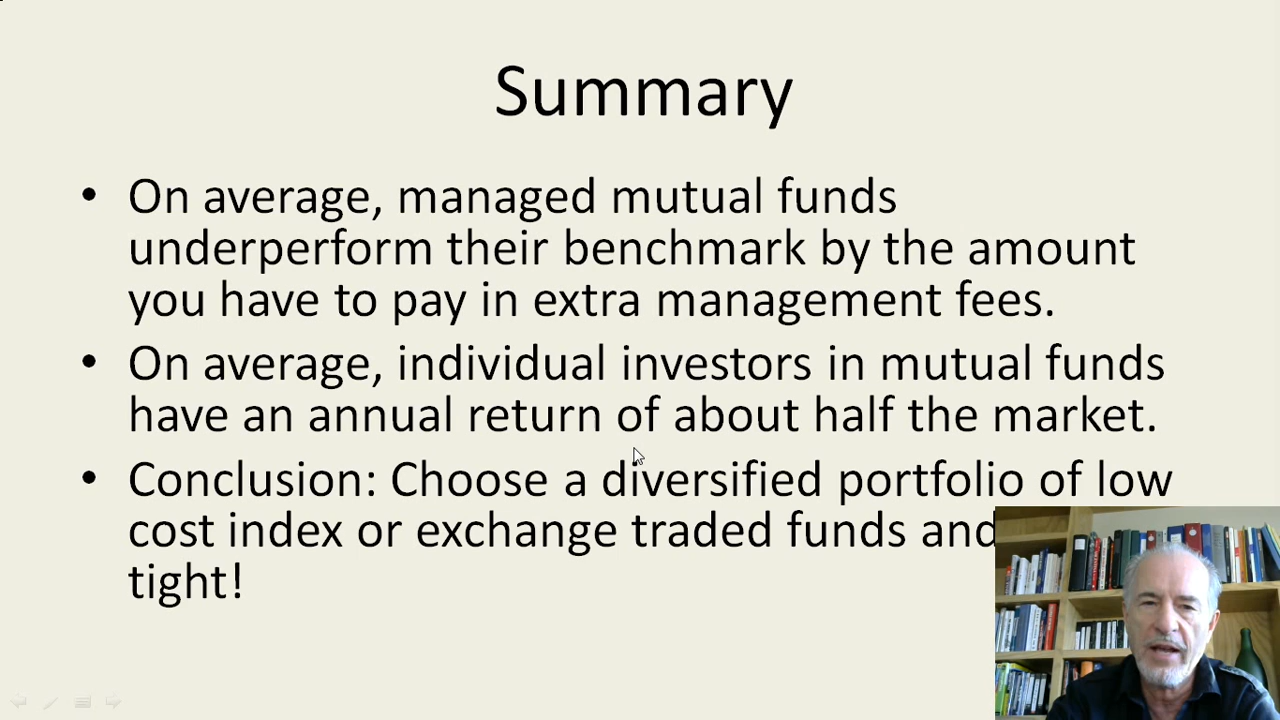 Summary
• On average, managed mutual funds
underperform their benchmark by the amount
you have to pay in extra management fees.
• On average, individual investors in mutual funds
have an annual return of about half the market.
• Conclusion: Choose a diversified portfolio of low
cost index or exchange traded funds and
tight!